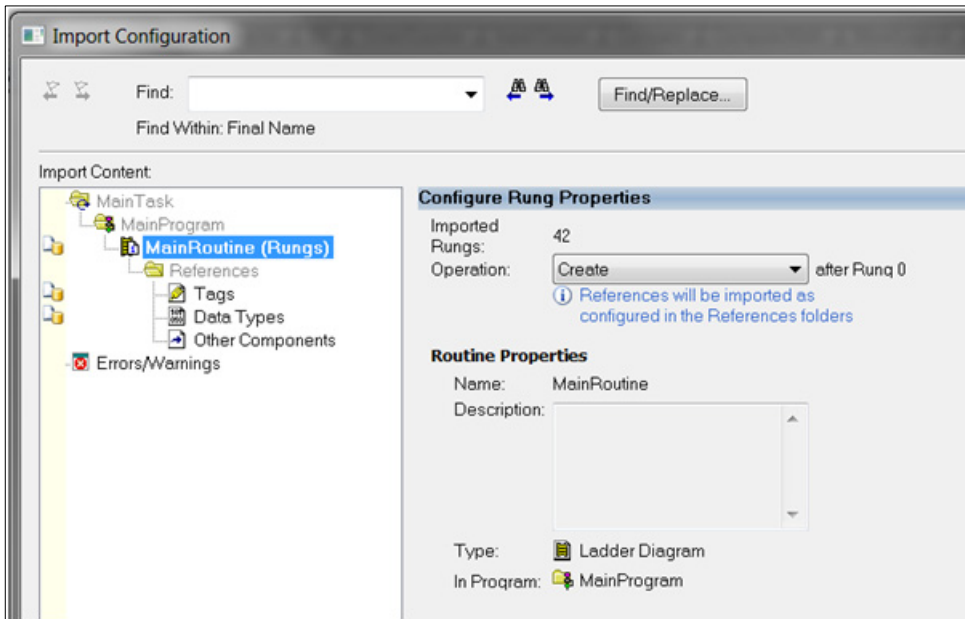 Import Configuration
Find:
Find/Replace...
Find Within: Final Name
Import Content:
MainTask
MainProgram
MainRoutine (Rungs)
References
Tags
Data Types
Other Components
Errors/Warnings
Configure Rung Properties
Imported
Rungs:
42
Operation:
Create
after Rung 0
References will be imported as
configured in the References folders
Routine Properties
Name:
MainRoutine
Description:
Type:
Ladder Diagram
In Program:
MainProgram